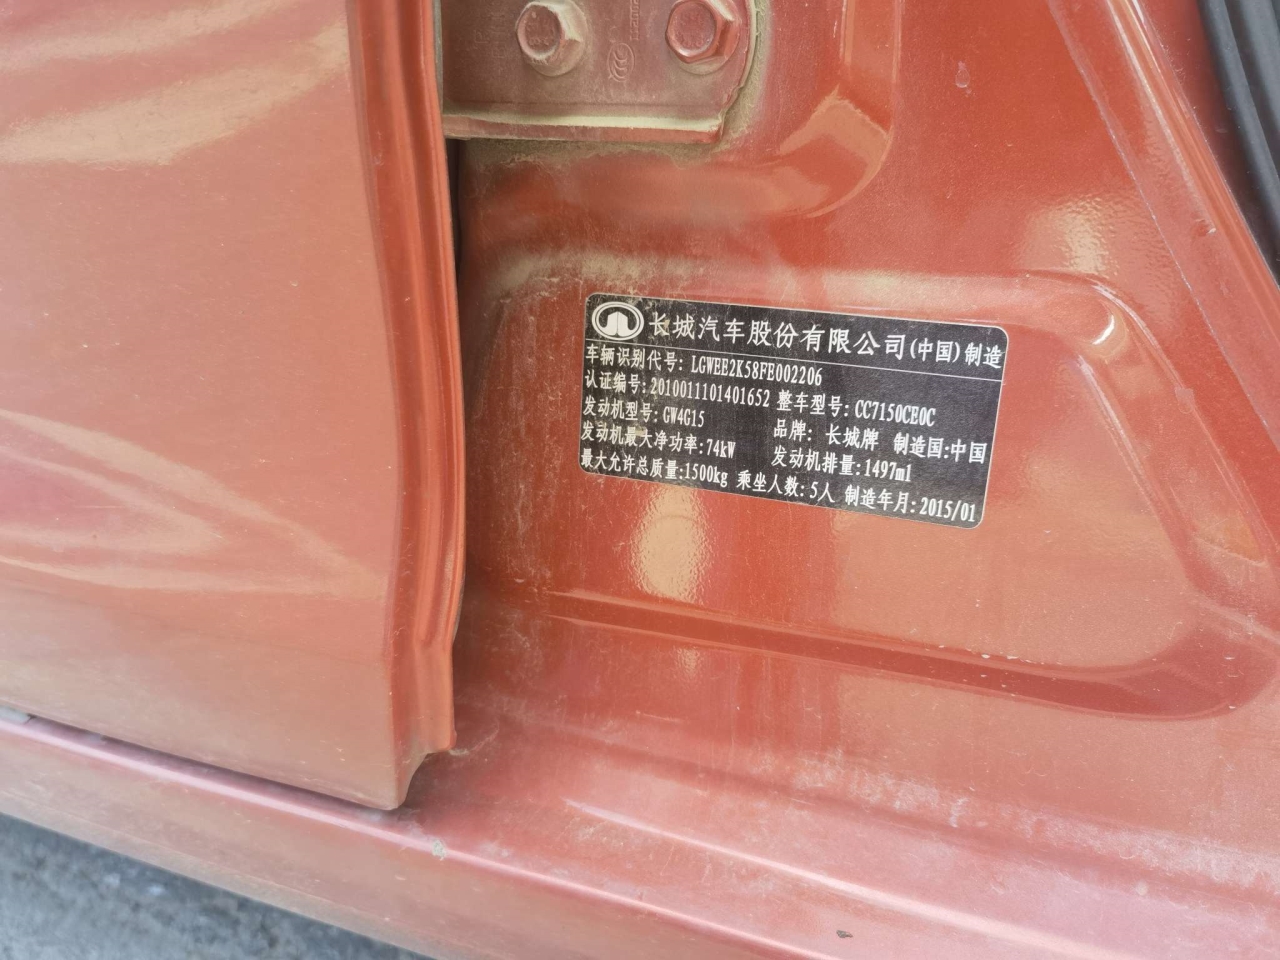 长城汽车股份有限公司(中国)制造
车辆识别代号: LGWEE2K58FE002206
认证编号: 2010011101401652 整车型号: CC7150CE0C
发动机型号: GW4G15 品牌: 长城牌 制造国:中国
发动机最大净功率:74kW 发动机排量:1497ml
最大允许总质量:1500kg 乘坐人数: 5人 制造年月: 2015/01